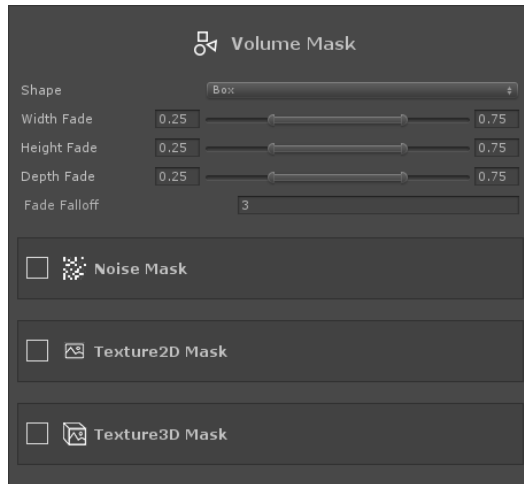 Volume Mask
Shape Box
Width Fade 0.25 0.75
Height Fade 0.25 0.75
Depth Fade 0.25 0.75
Fade Falloff 3
Noise Mask
Texture2D Mask
Texture3D Mask